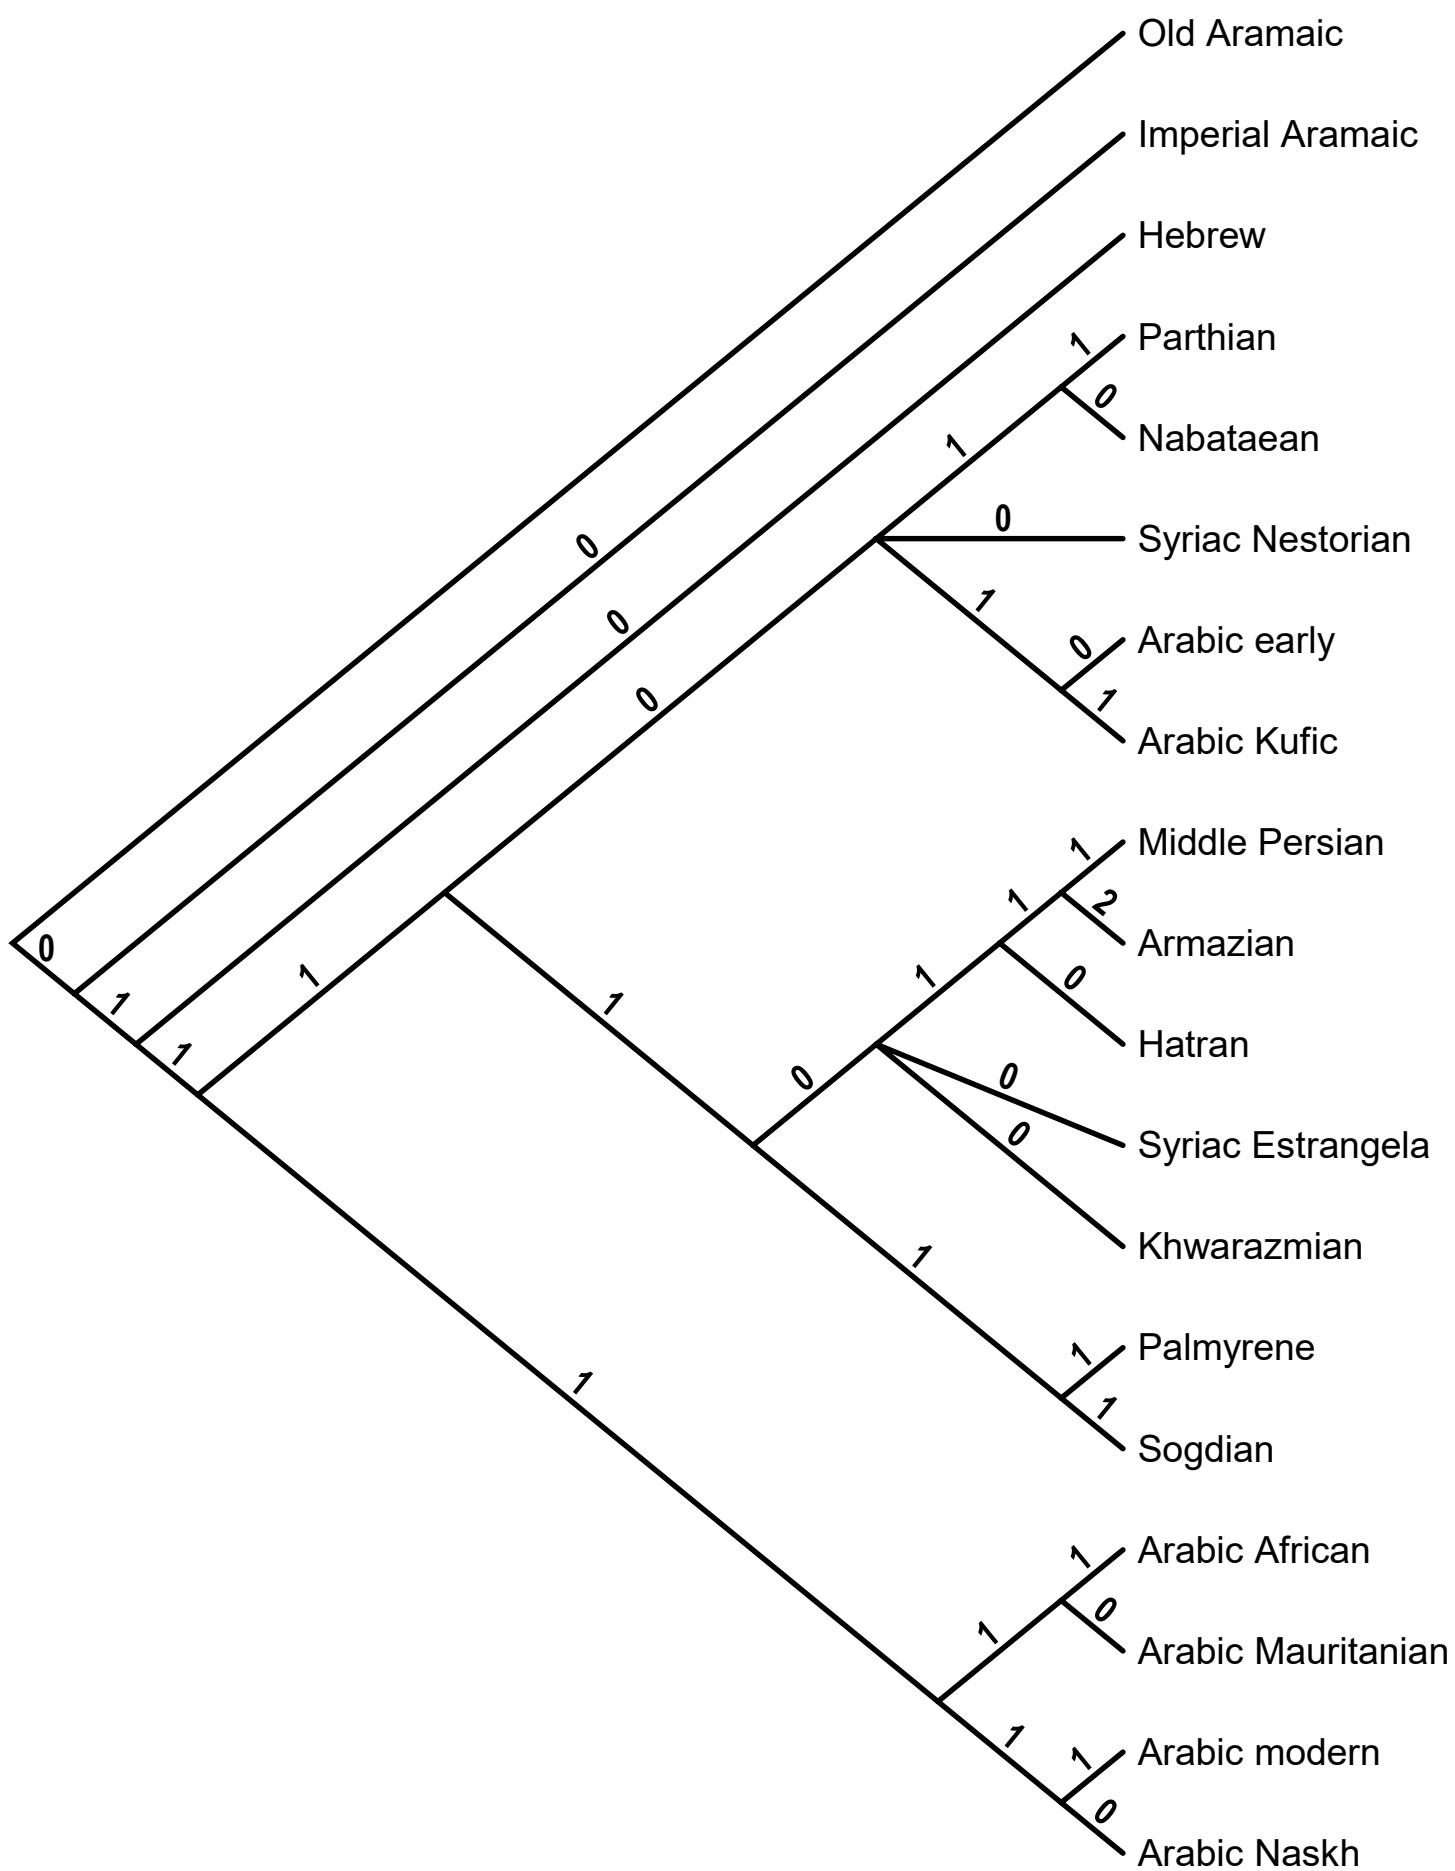 Old Aramaic
Imperial Aramaic
Hebrew
1 Parthian
0
Nabataean
1
0
Syriac Nestorian
0
1
0 Arabic early
0
1
0
Arabic Kufic
1 Middle Persian
1 2
Armazian
0
1
1
0
1
1
Hatran
0
0
Syriac Estrangela
1
0
Khwarazmian
1
1 Palmyrene
1
1
Sogdian
1 Arabic African
0
1
Arabic Mauritanian
1
1 Arabic modern
0
Arabic Naskh